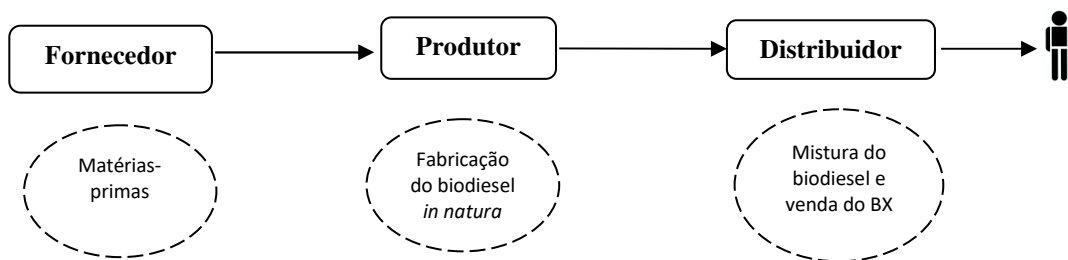 Fornecedor
Produtor
Distribuidor
Matérias-
primas
Fabricação
do biodiesel
in natura
Mistura do
biodiesel e
venda do BX